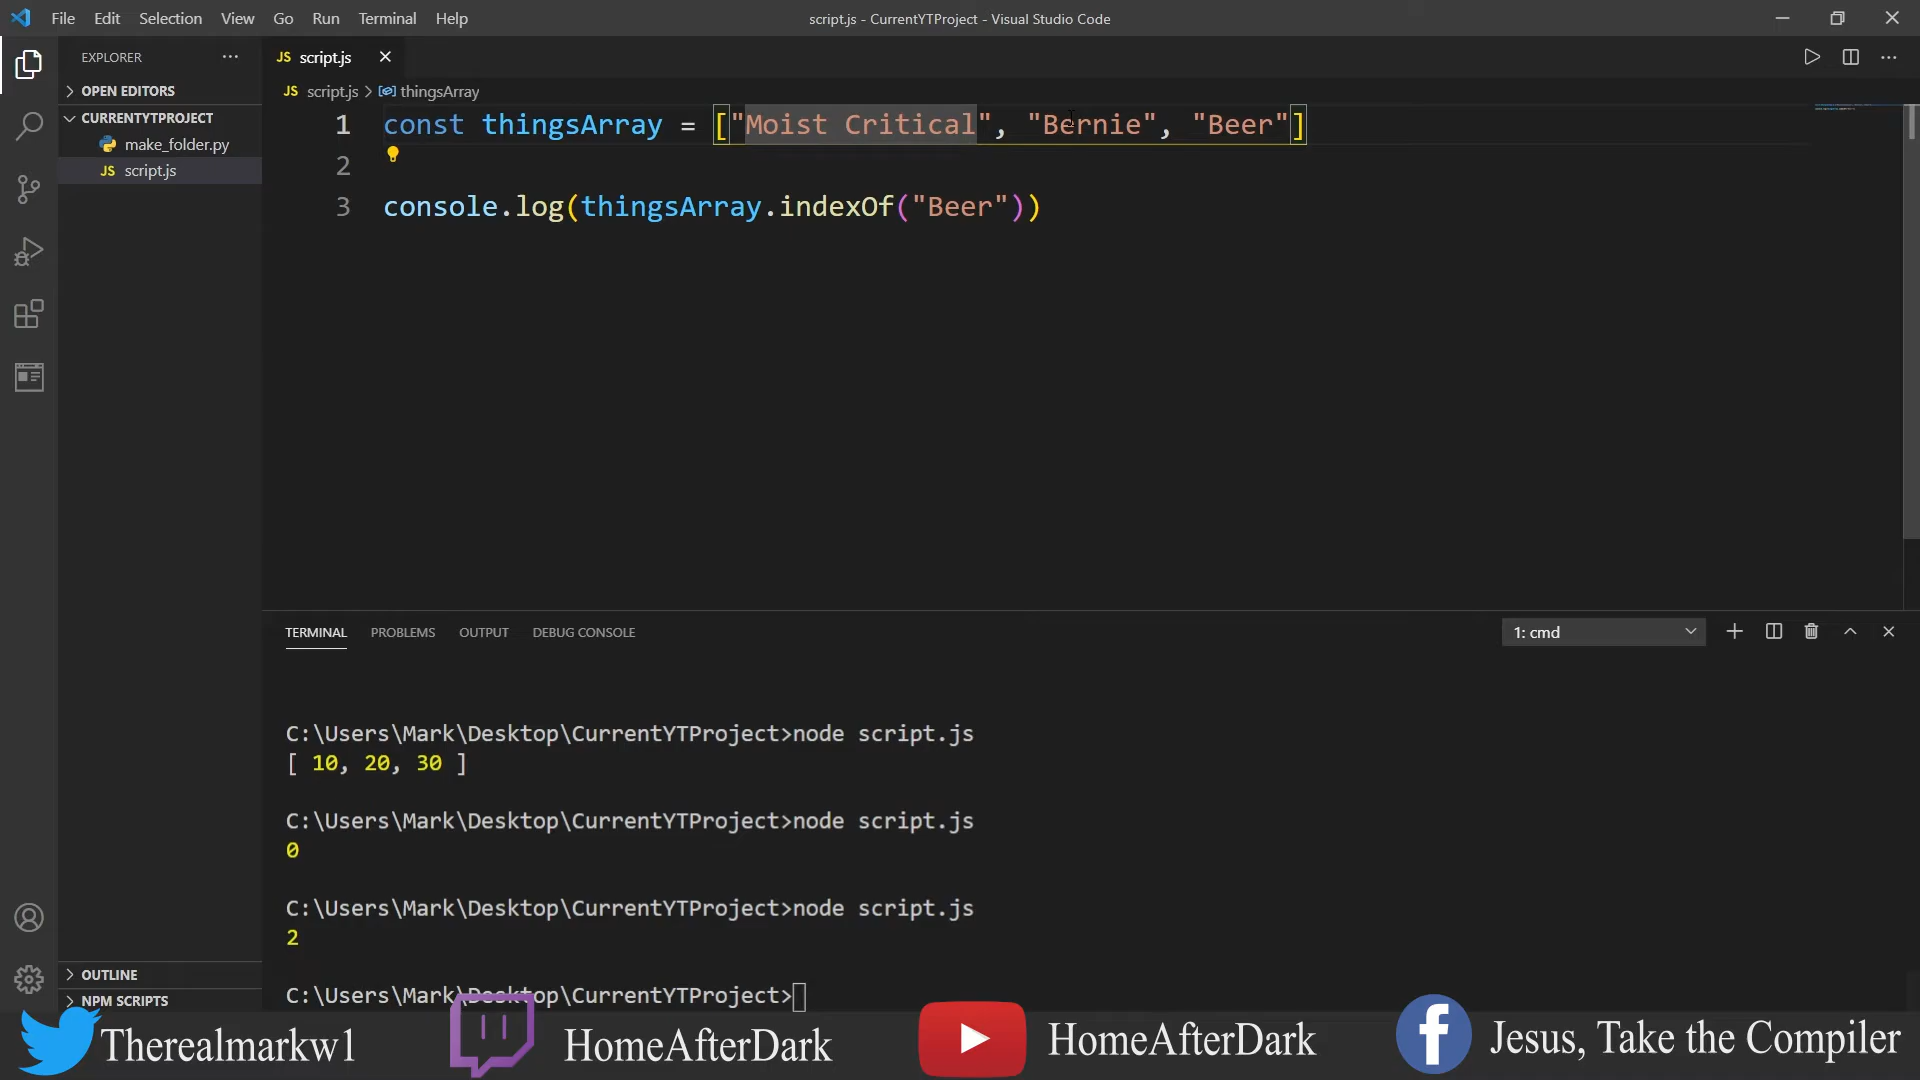 File Edit Selection View Go Run Terminal Help
script.js - CurrentYTProject - Visual Studio Code
EXPLORER
OPEN EDITORS
CURRENTYTPROJECT
make_folder.py
JS script.js
OUTLINE
NPM SCRIPTS
JS script.js
JS script.js > thingsArray
1 const thingsArray = ["Moist Critical", "Bernie", "Beer"]
2
3 console.log(thingsArray.indexOf("Beer"))
TERMINAL PROBLEMS OUTPUT DEBUG CONSOLE
1: cmd
C:\Users\Mark\Desktop\CurrentYTProject>node script.js
[ 10, 20, 30 ]
C:\Users\Mark\Desktop\CurrentYTProject>node script.js
0
C:\Users\Mark\Desktop\CurrentYTProject>node script.js
2
C:\Users\Mark\Desktop\CurrentYTProject>
Therealmarkw1
HomeAfterDark
HomeAfterDark
Jesus, Take the Compiler